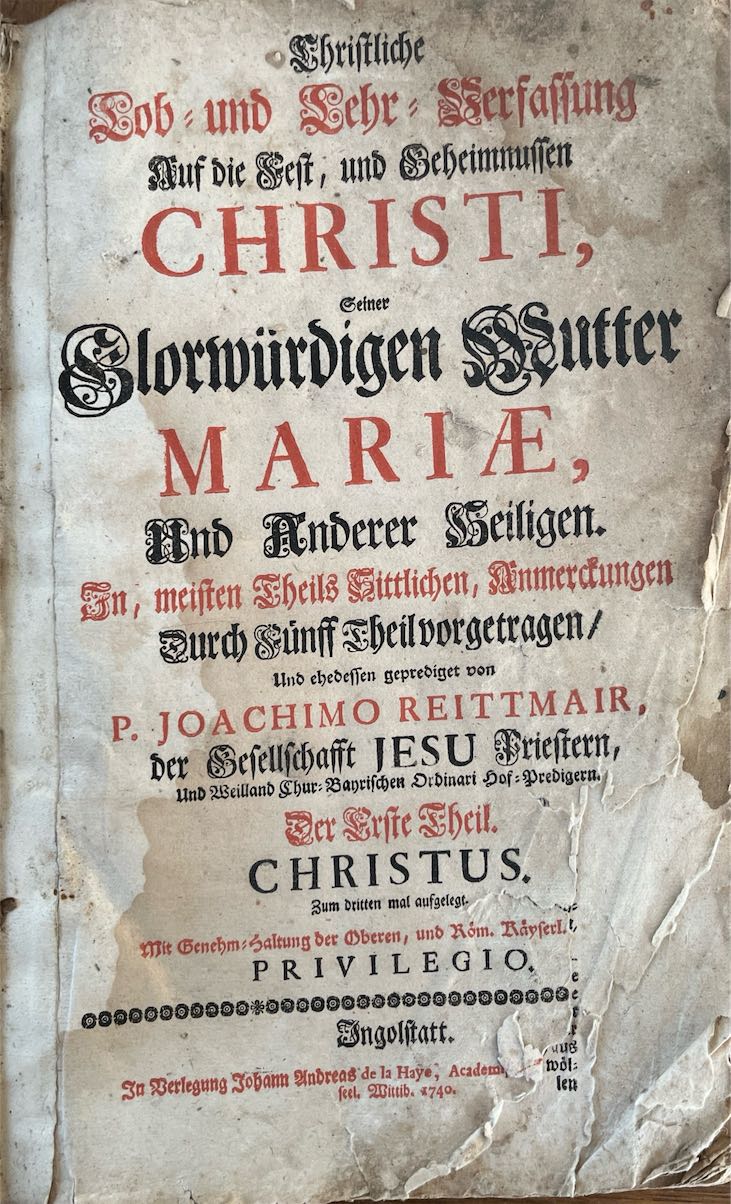 Christliche
Lob- und Lehr-Verfassung
Auf die Fest, und Geheimnussen
CHRISTI,
Seiner
Glorwürdigen Mutter
MARIÆ,
Und Anderer Heiligen.
In, meisten Theils Sittlichen, Anmerckungen
Durch Fünff Theil vorgetragen/
Und ehedessen geprediget von
P. JOACHIMO REITTMAIR,
der Gesellschafft JESU Priestern,
Und Weilland Chur-Bayrischen Ordinari Hof-Predigern.
Der Erste Theil.
CHRISTUS.
Zum dritten mal aufgelegt.
Mit Genehm-Haltung der Oberen, und Röm. Käyserl.
PRIVILEGIO.
Ingolstatt.
aus
wöl-
len
In Verlegung Johann Andreas de la Haye, Academ
seel. Wittib. 1740.